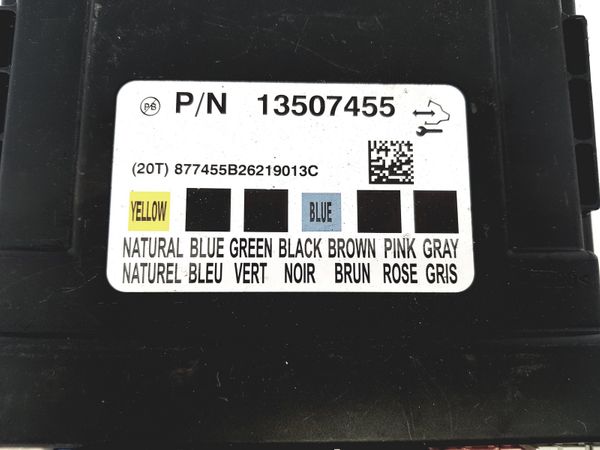 P/N 13507455
(20T) 877455B26219013C
YELLOW BLUE
NATURAL BLUE GREEN BLACK BROWN PINK GRAY
NATUREL BLEU VERT NOIR BRUN ROSE GRIS